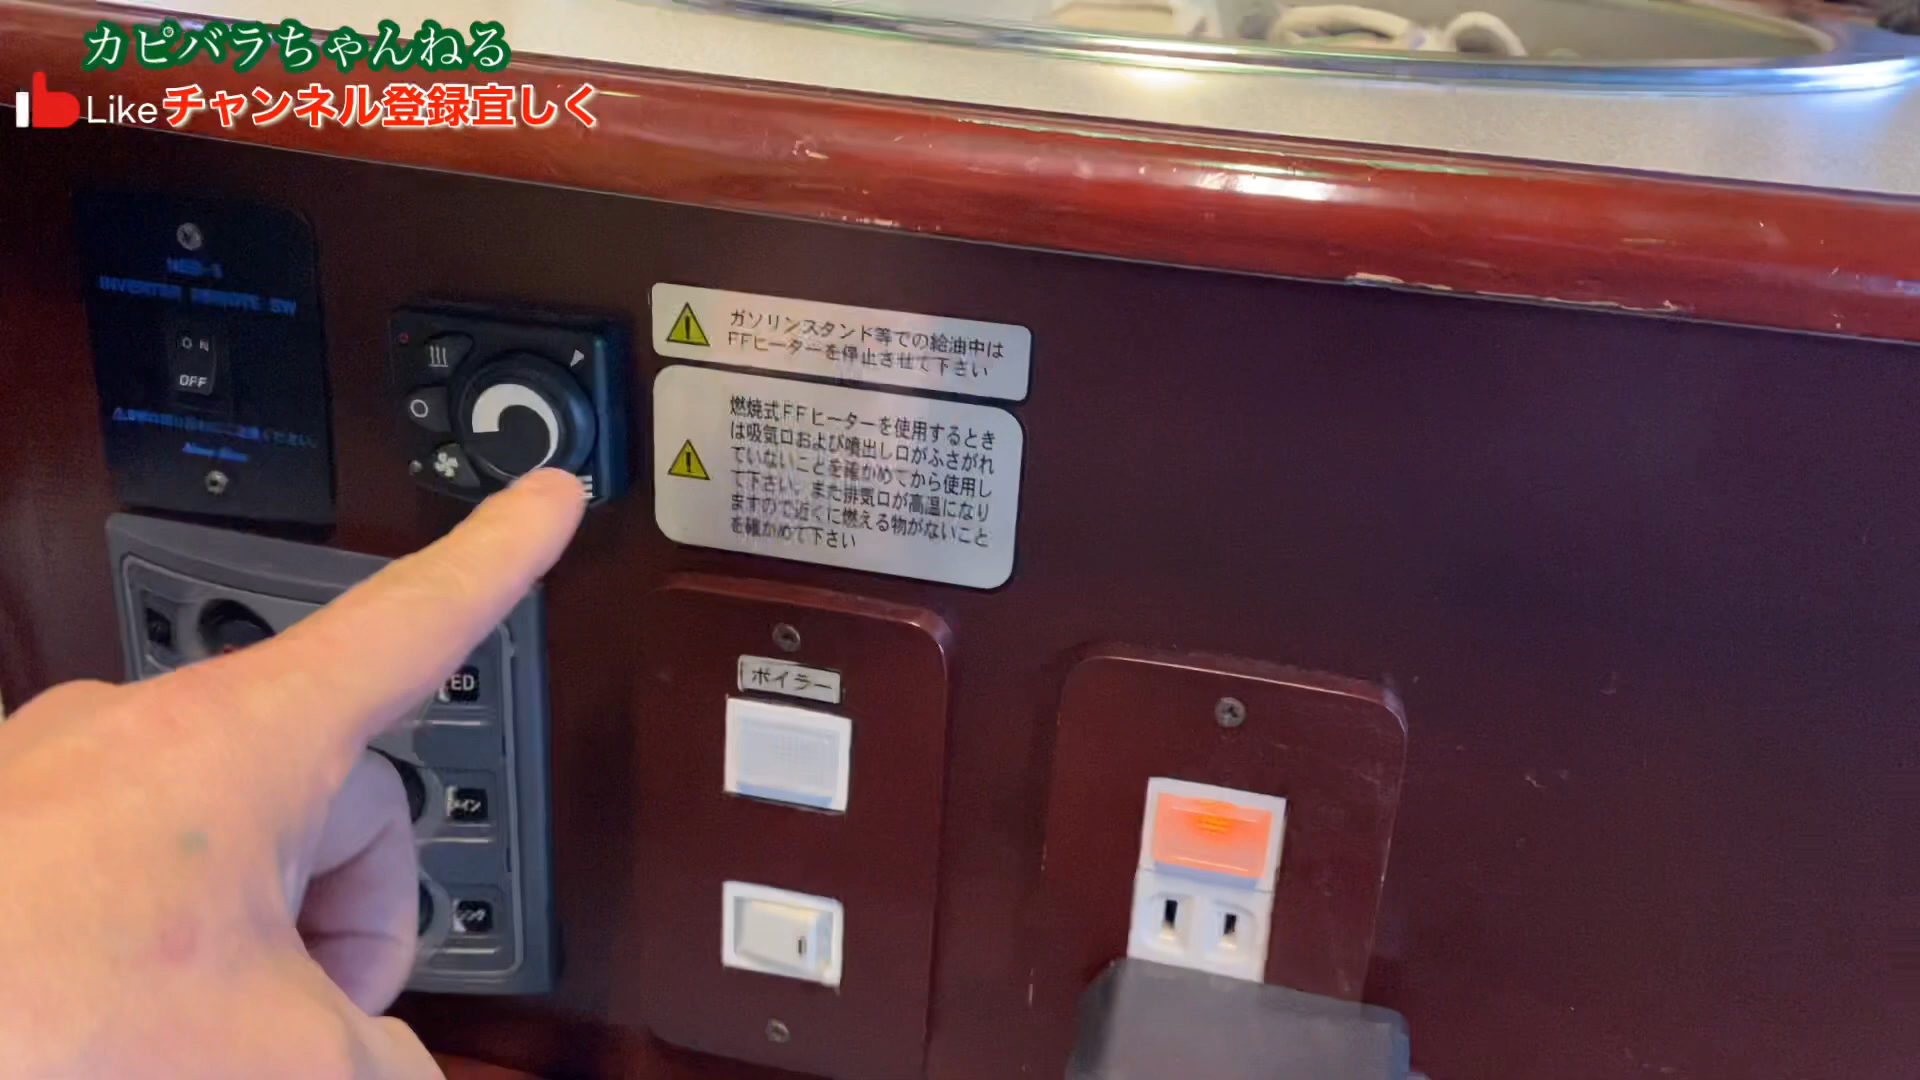 カピバラちゃんねる
Likeチャンネル登録宜しく
INVERTER REMOTE SW
ON
OFF
ガソリンスタンド等での給油中は
FFヒーターを停止させて下さい
燃焼式FFヒーターを使用するとき
は吸気口および噴出し口がふさがれ
ていないことを確かめてから使用し
て下さい。また排気口が高温になり
ますので近くに燃える物がないこと
を確かめて下さい
ボイラー
メイン